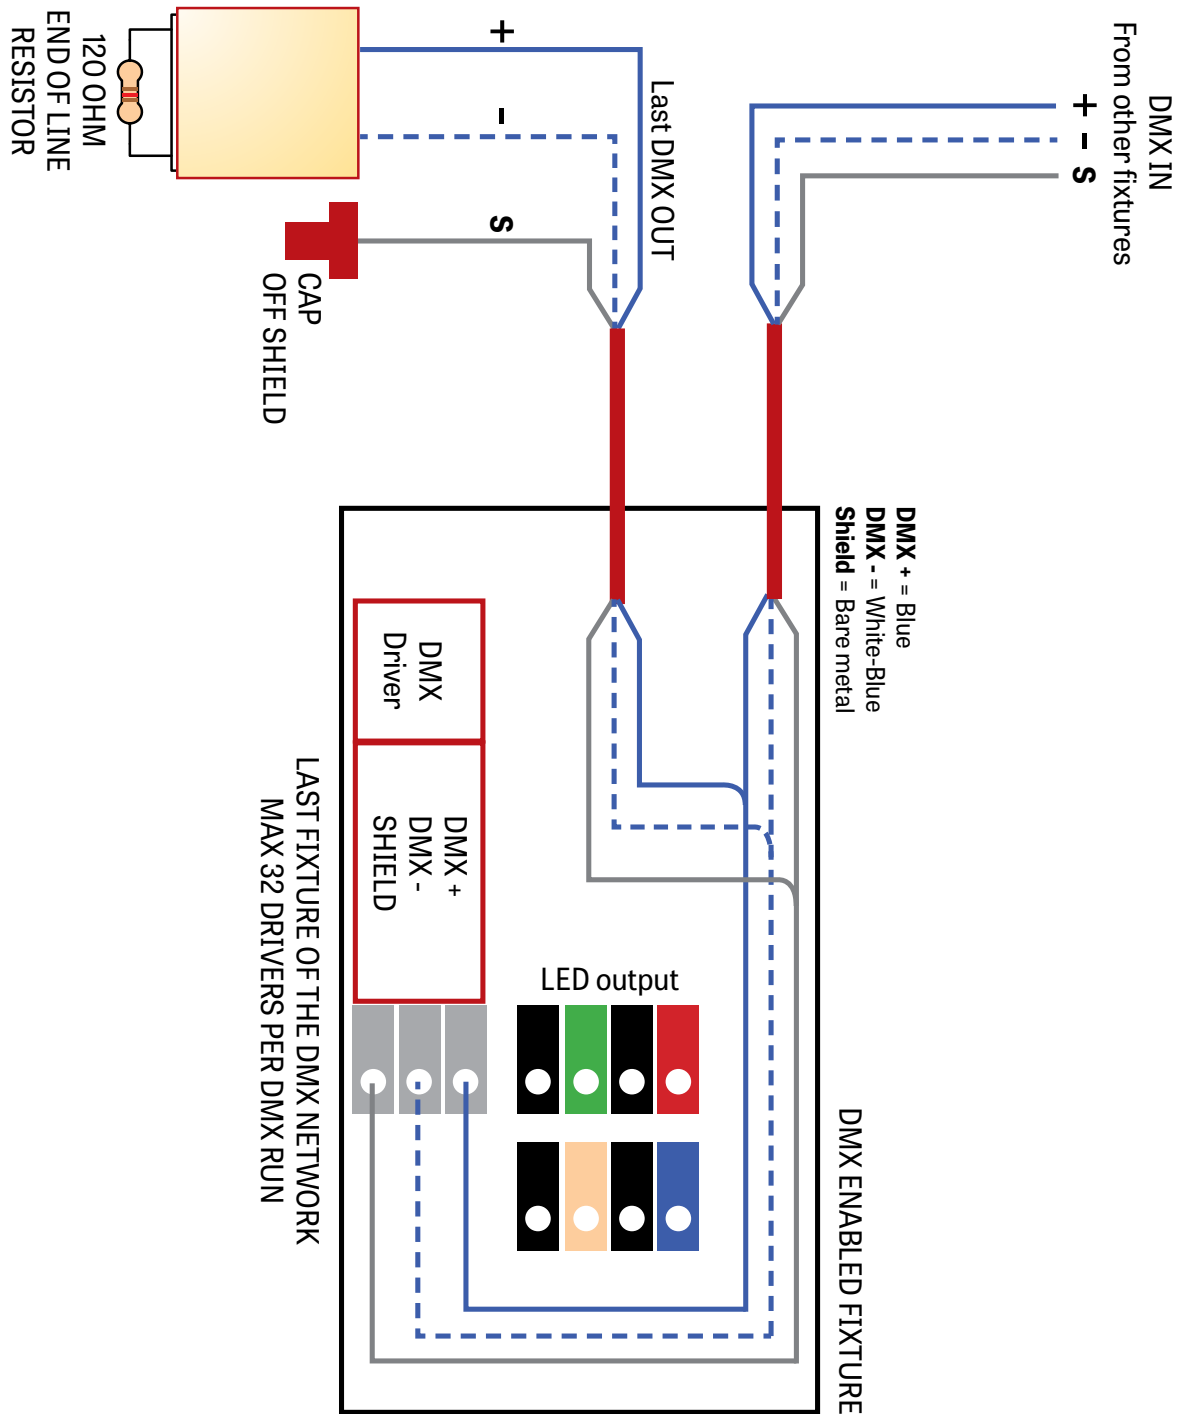 DMX IN
From other fixtures
+
-
s
Last DMX OUT
+
-
s
120 OHM
END OF LINE
RESISTOR
CAP
OFF SHIELD
DMX + = Blue
DMX - = White-Blue
Shield = Bare metal
DMX
Driver
DMX +
DMX -
SHIELD
LED output
DMX ENABLED FIXTURE
LAST FIXTURE OF THE DMX NETWORK
MAX 32 DRIVERS PER DMX RUN